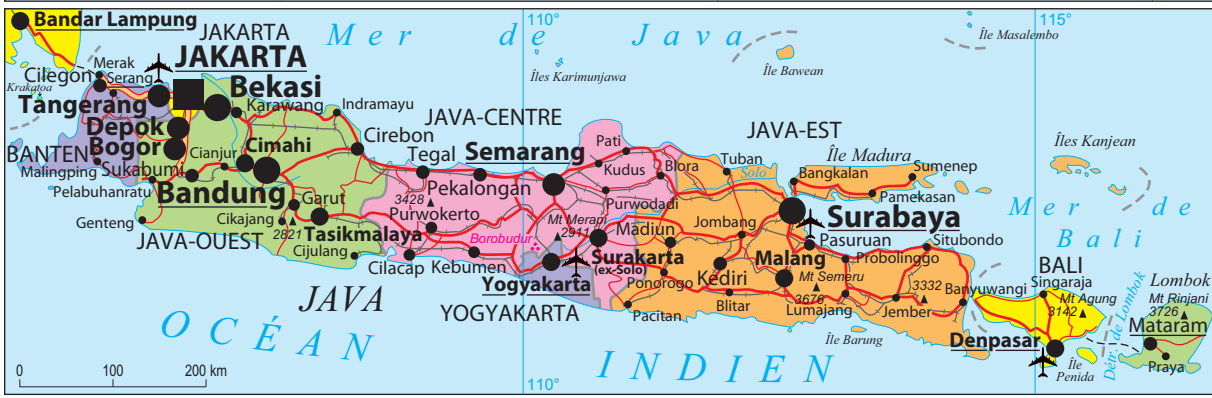 110°
115°
Bandar Lampung
Mer de Java
JAKARTA
JAKARTA
Île Masalembo
Île Bawean
Îles Karimunjawa
Merak
Cilegon
Serang
Krakatoa
Tangerang
Bekasi
Karawang
Indramayu
Depok
Bogor
BANTEN
Malingping
Sukabumi
Cianjur
Cimahi
Cirebon
Pelabuhanratu
Bandung
Garut
Genteng
Cikajang
2821
JAVA-OUEST
Tasikmalaya
Cijulang
JAVA-CENTRE
Tegal
Semarang
Pati
Kudus
Pekalongan
3428
Purwokerto
Blora
Purwodadi
Mt Merapi
2911
Borobudur
Cilacap
Kebumen
Surakarta
(ex-Solo)
Yogyakarta
YOGYAKARTA
JAVA
JAVA-EST
Tuban
Solo
Île Madura
Bangkalan
Sumenep
Pamekasan
Îles Kanjean
Surabaya
Jombang
Madiun
Pasuruan
Situbondo
Probolinggo
Malang
Kediri
Mt Semeru
3676
Ponorogo
Pacitan
Blitar
Lumajang
3332
Jember
Banyuwangi
Île Barung
Mer de Bali
BALI
Singaraja
Mt Agung
3142
Denpasar
Île Penida
Détr. de Lombok
Lombok
Mt Rinjani
3726
Mataram
Praya
OCÉAN INDIEN
0 100 200 km
110°